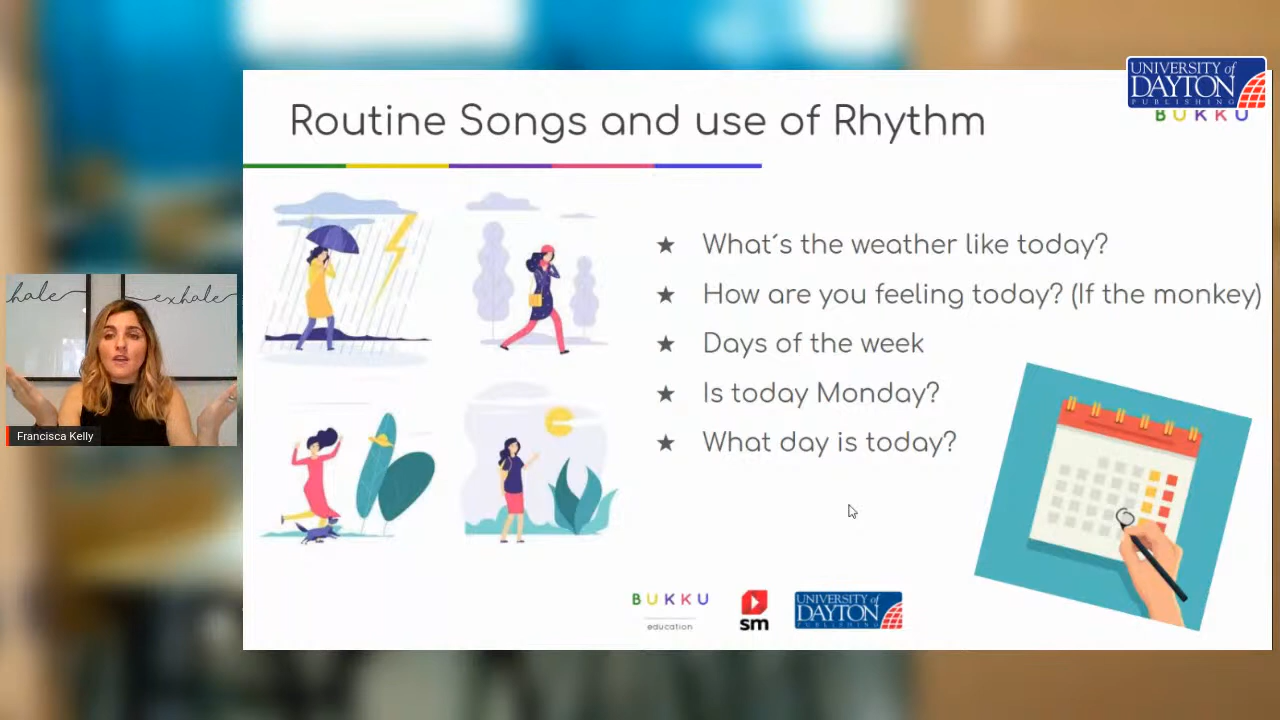 UNIVERSITY of
DAYTON
PUBLISHING
BUKKU
Routine Songs and use of Rhythm
What´s the weather like today?
How are you feeling today? (If the monkey)
Days of the week
Is today Monday?
What day is today?
hale
exhale
Francisca Kelly
BUKKU
education
sm
UNIVERSITY of
DAYTON
PUBLISHING